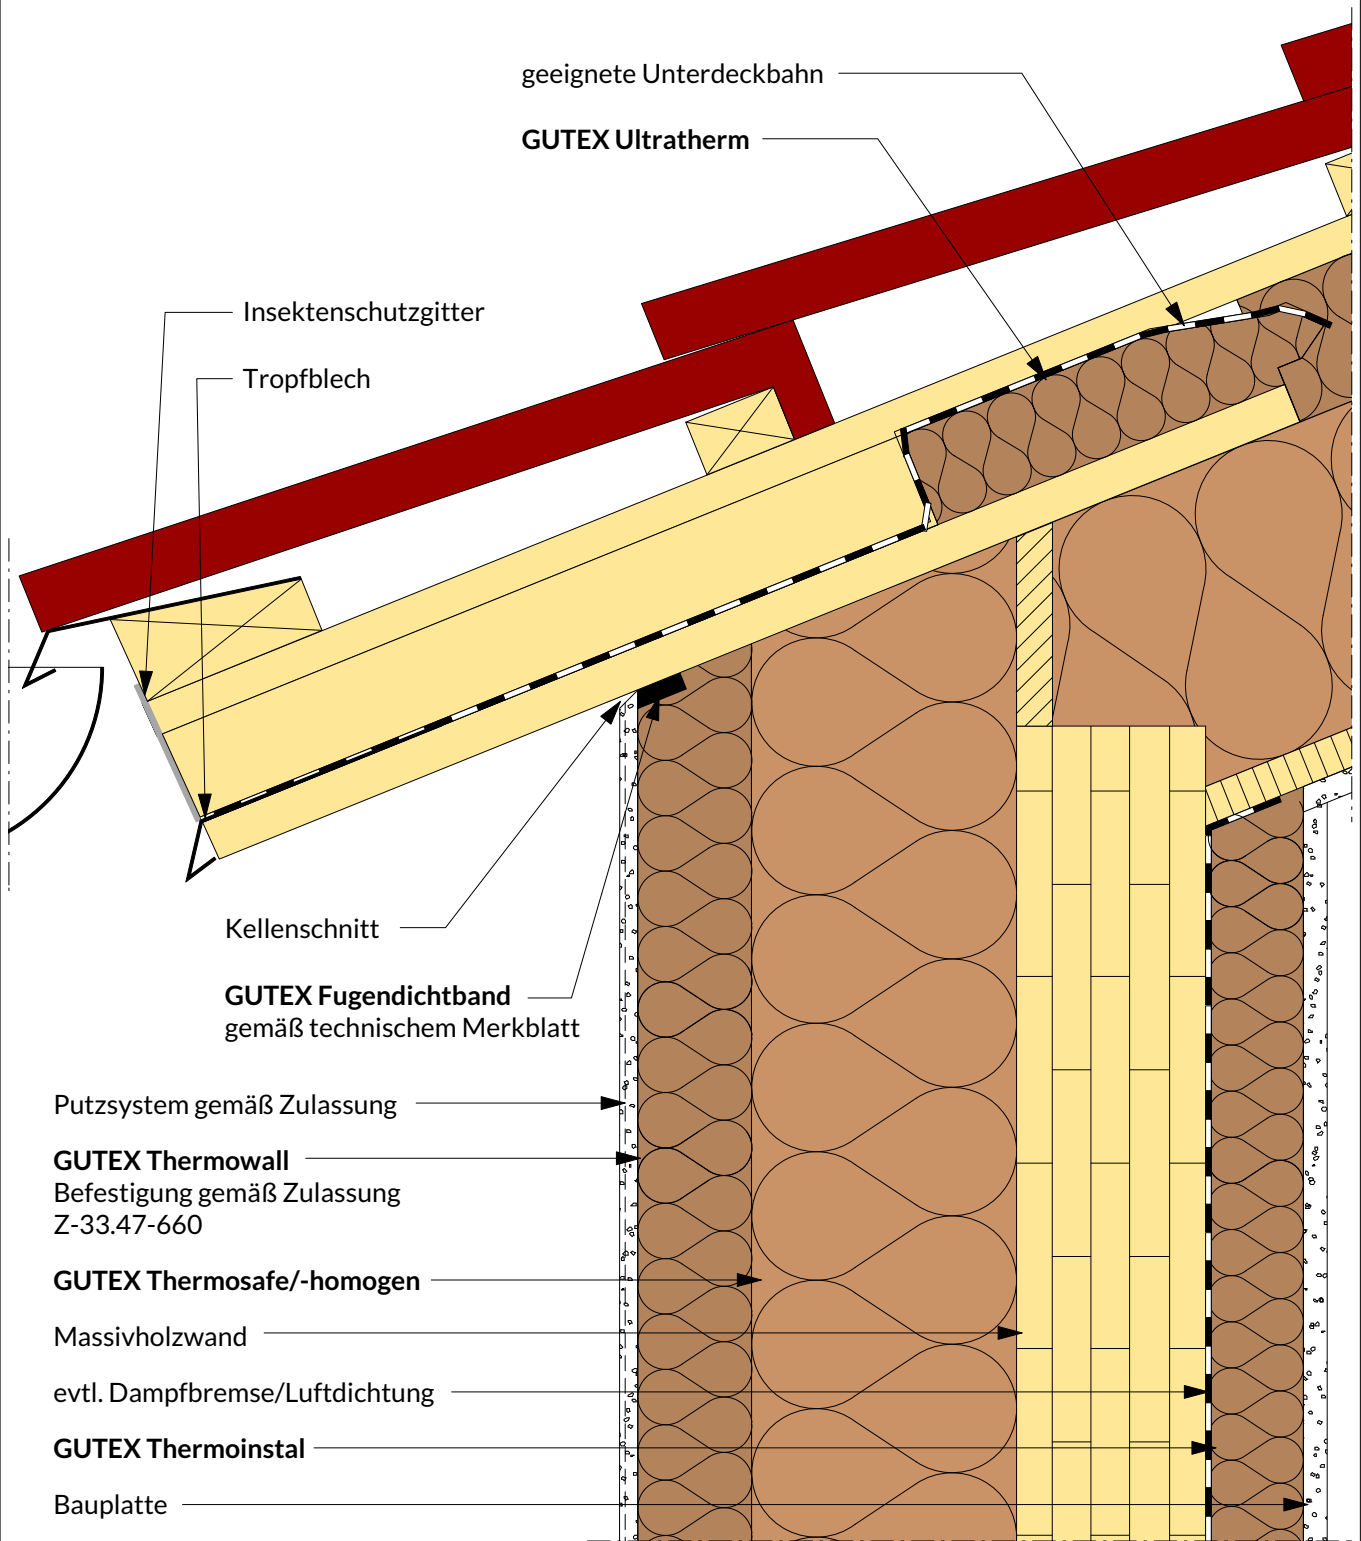 geeignete Unterdeckbahn
GUTEX Ultratherm
Insektenschutzgitter
Tropfblech
Kellenschnitt
GUTEX Fugendichtband
gemäß technischem Merkblatt
Putzsystem gemäß Zulassung
GUTEX Thermowall
Befestigung gemäß Zulassung
Z-33.47-660
GUTEX Thermosafe/-homogen
Massivholzwand
evtl. Dampfbremse/Luftdichtung
GUTEX Thermoinstal
Bauplatte